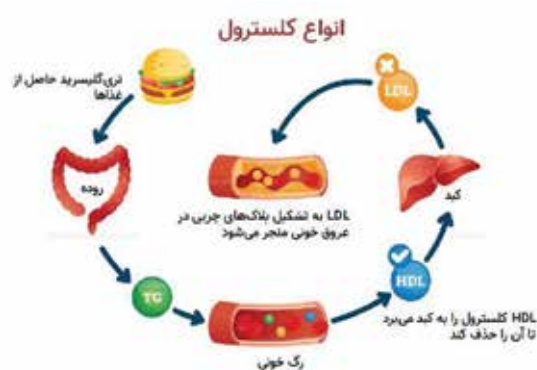 انواع کلسترول
تری‌گلیسرید حاصل از
غذاها
LDL
روده
LDL به تشکیل پلاک‌های چربی در
عروق خونی منجر می‌شود
کبد
TG
HDL
HDL کلسترول را به کبد می‌برد
تا آن را حذف کند
رگ خونی